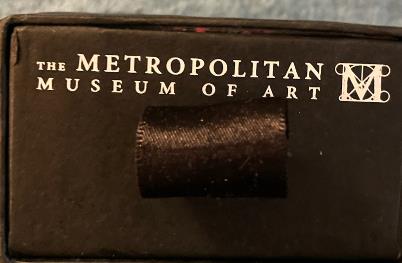 THE METROPOLITAN
MUSEUM OF ART M